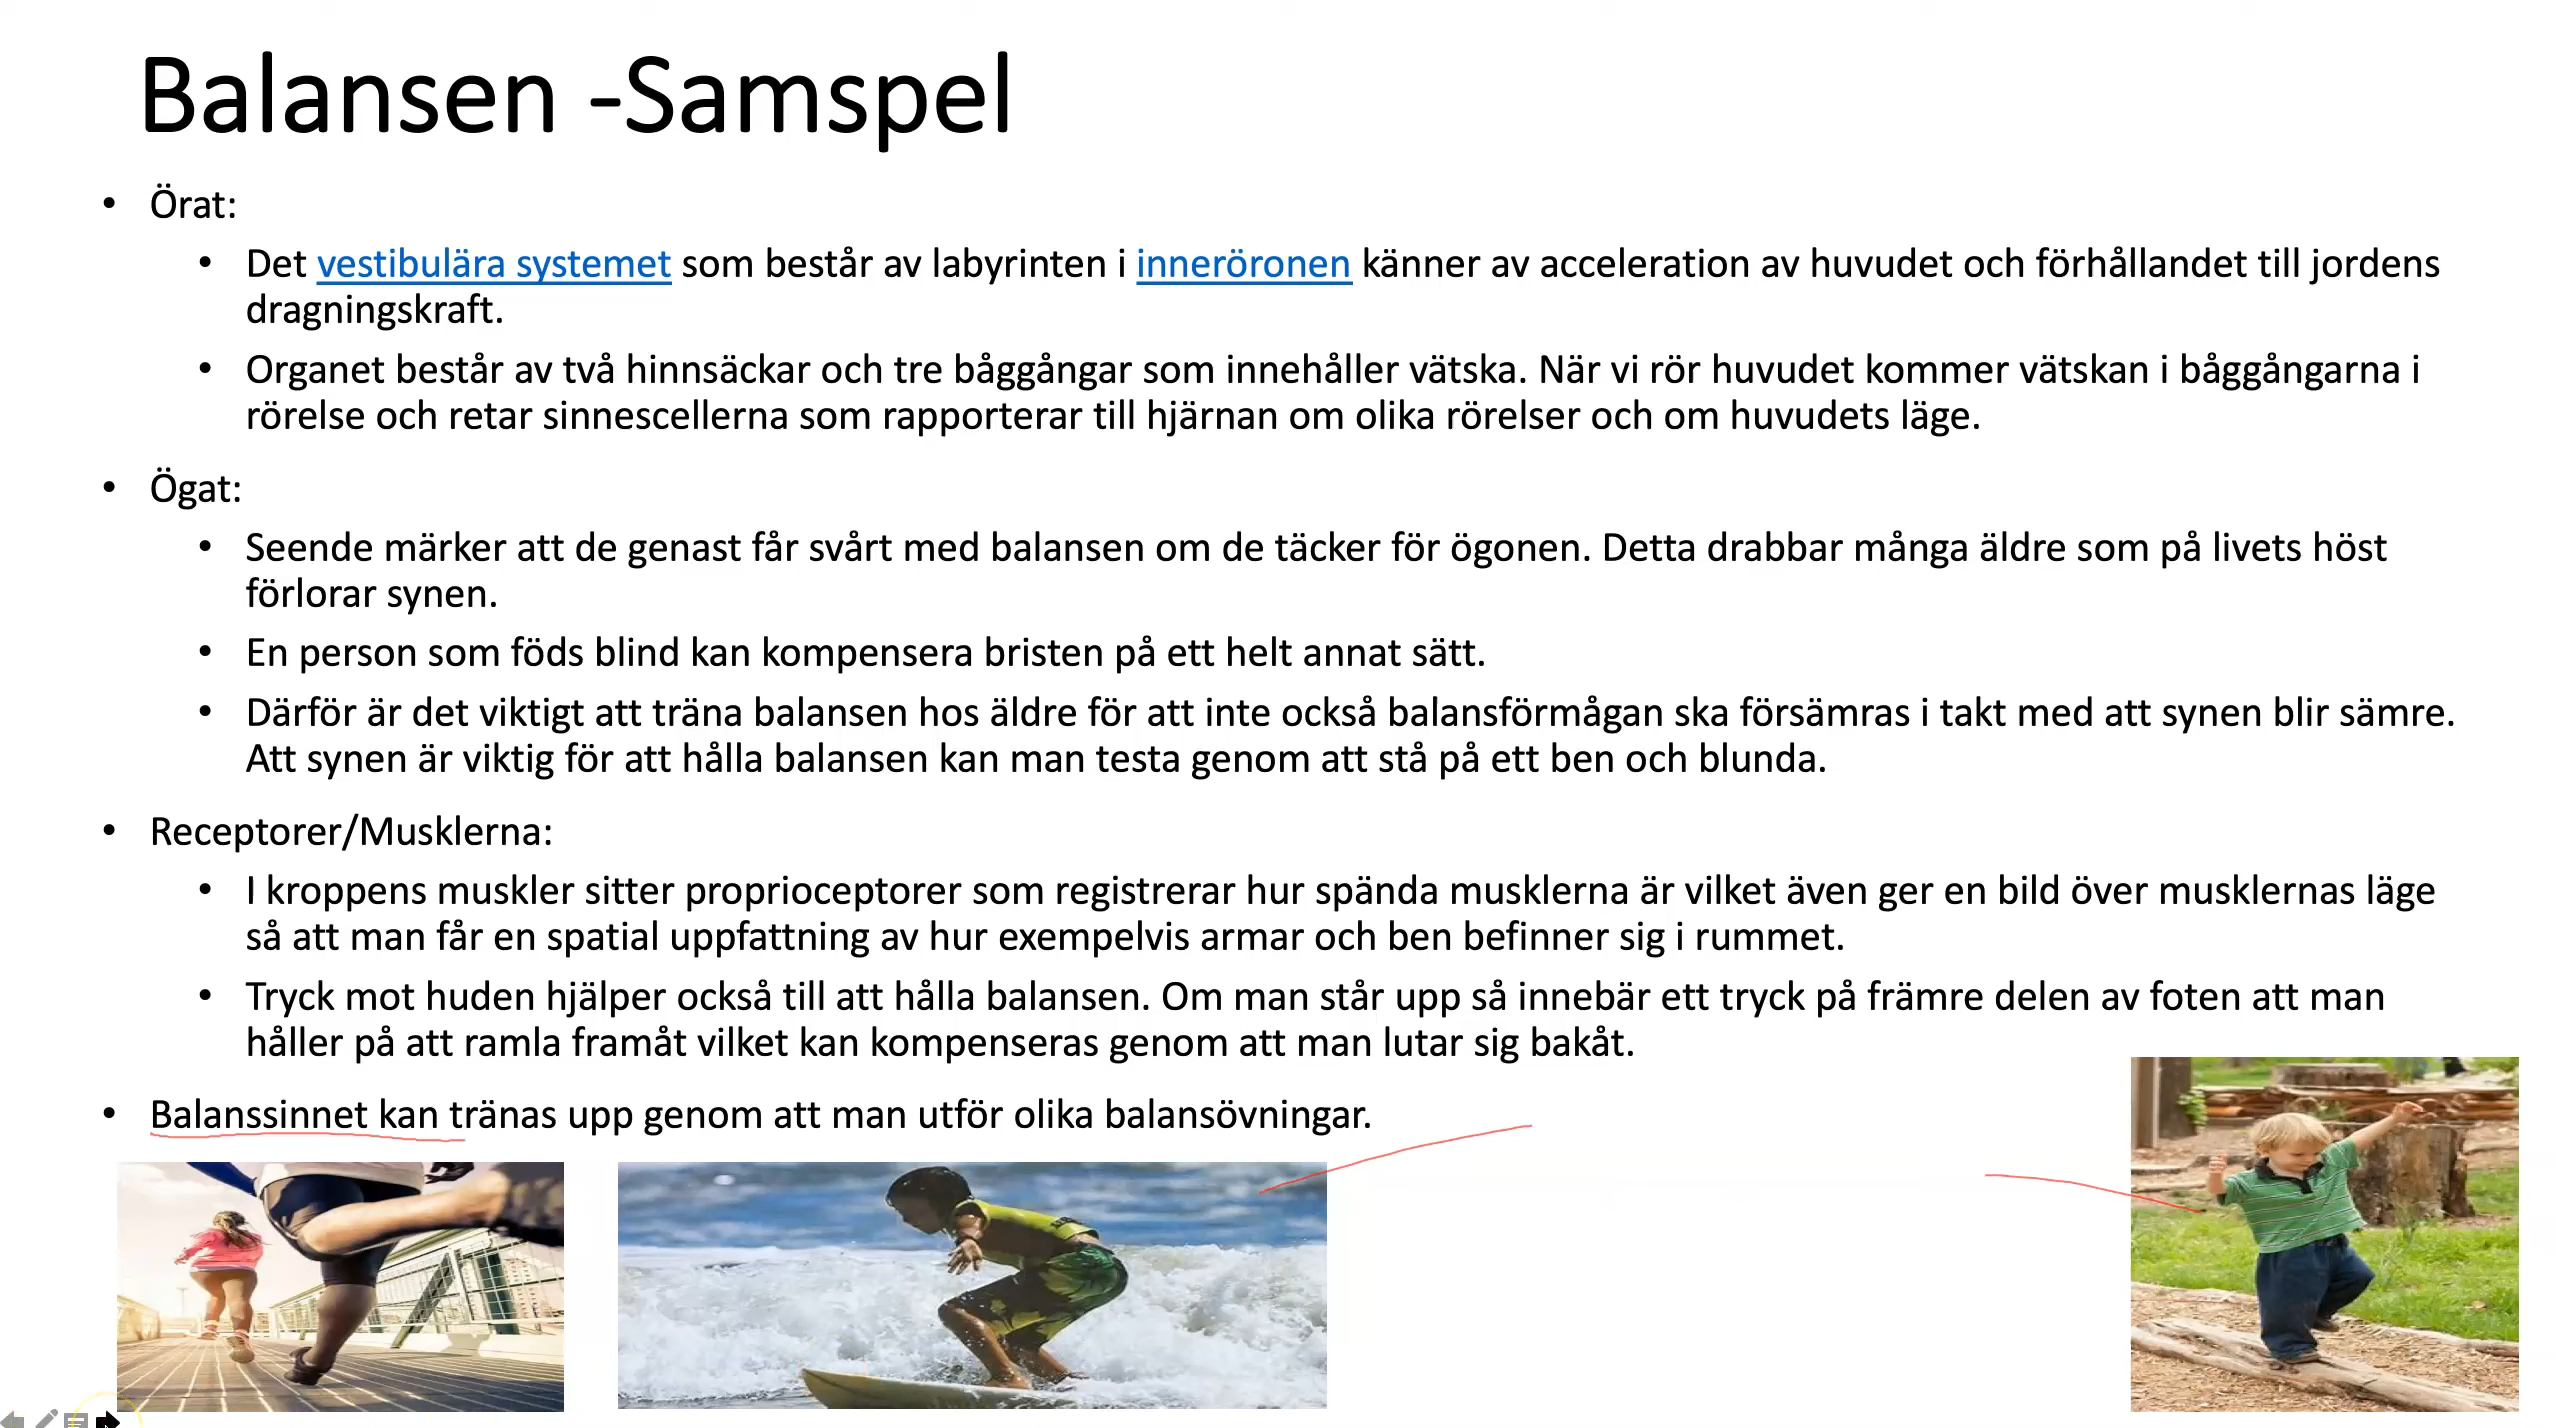 Balansen -Samspel
• Örat:
• Det vestibulära systemet som består av labyrinten i inneröronen känner av acceleration av huvudet och förhållandet till jordens
dragningskraft.
• Organet består av två hinnsäckar och tre båggångar som innehåller vätska. När vi rör huvudet kommer vätskan i båggångarna i
rörelse och retar sinnescellerna som rapporterar till hjärnan om olika rörelser och om huvudets läge.
• Ögat:
• Seende märker att de genast får svårt med balansen om de täcker för ögonen. Detta drabbar många äldre som på livets höst
förlorar synen.
• En person som föds blind kan kompensera bristen på ett helt annat sätt.
• Därför är det viktigt att träna balansen hos äldre för att inte också balansförmågan ska försämras i takt med att synen blir sämre.
Att synen är viktig för att hålla balansen kan man testa genom att stå på ett ben och blunda.
• Receptorer/Musklerna:
• I kroppens muskler sitter proprioceptorer som registrerar hur spända musklerna är vilket även ger en bild över musklernas läge
så att man får en spatial uppfattning av hur exempelvis armar och ben befinner sig i rummet.
• Tryck mot huden hjälper också till att hålla balansen. Om man står upp så innebär ett tryck på främre delen av foten att man
håller på att ramla framåt vilket kan kompenseras genom att man lutar sig bakåt.
• Balanssinnet kan tränas upp genom att man utför olika balansövningar.